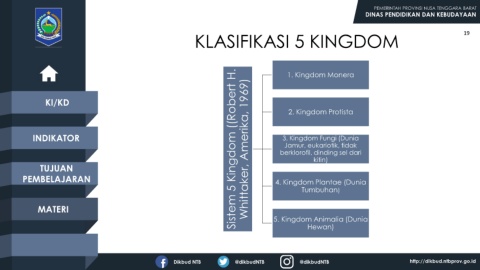 PEMERINTAH PROVINSI NUSA TENGGARA BARAT
DINAS PENDIDIKAN DAN KEBUDAYAAN
19
KLASIFIKASI 5 KINGDOM
KI/KD
INDIKATOR
TUJUAN
PEMBELAJARAN
MATERI
Sistem 5 Kingdom ((Robert H.
Whittaker, Amerika, 1969)
1. Kingdom Monera
2. Kingdom Protista
3. Kingdom Fungi (Dunia
Jamur, eukariotik, tidak
berklorofil, dinding sel dari
kitin)
4. Kingdom Plantae (Dunia
Tumbuhan)
5. Kingdom Animalia (Dunia
Hewan)
Dikbud NTB
@dikbudNTB
@dikbudNTB
http://dikbud.ntbprov.go.id